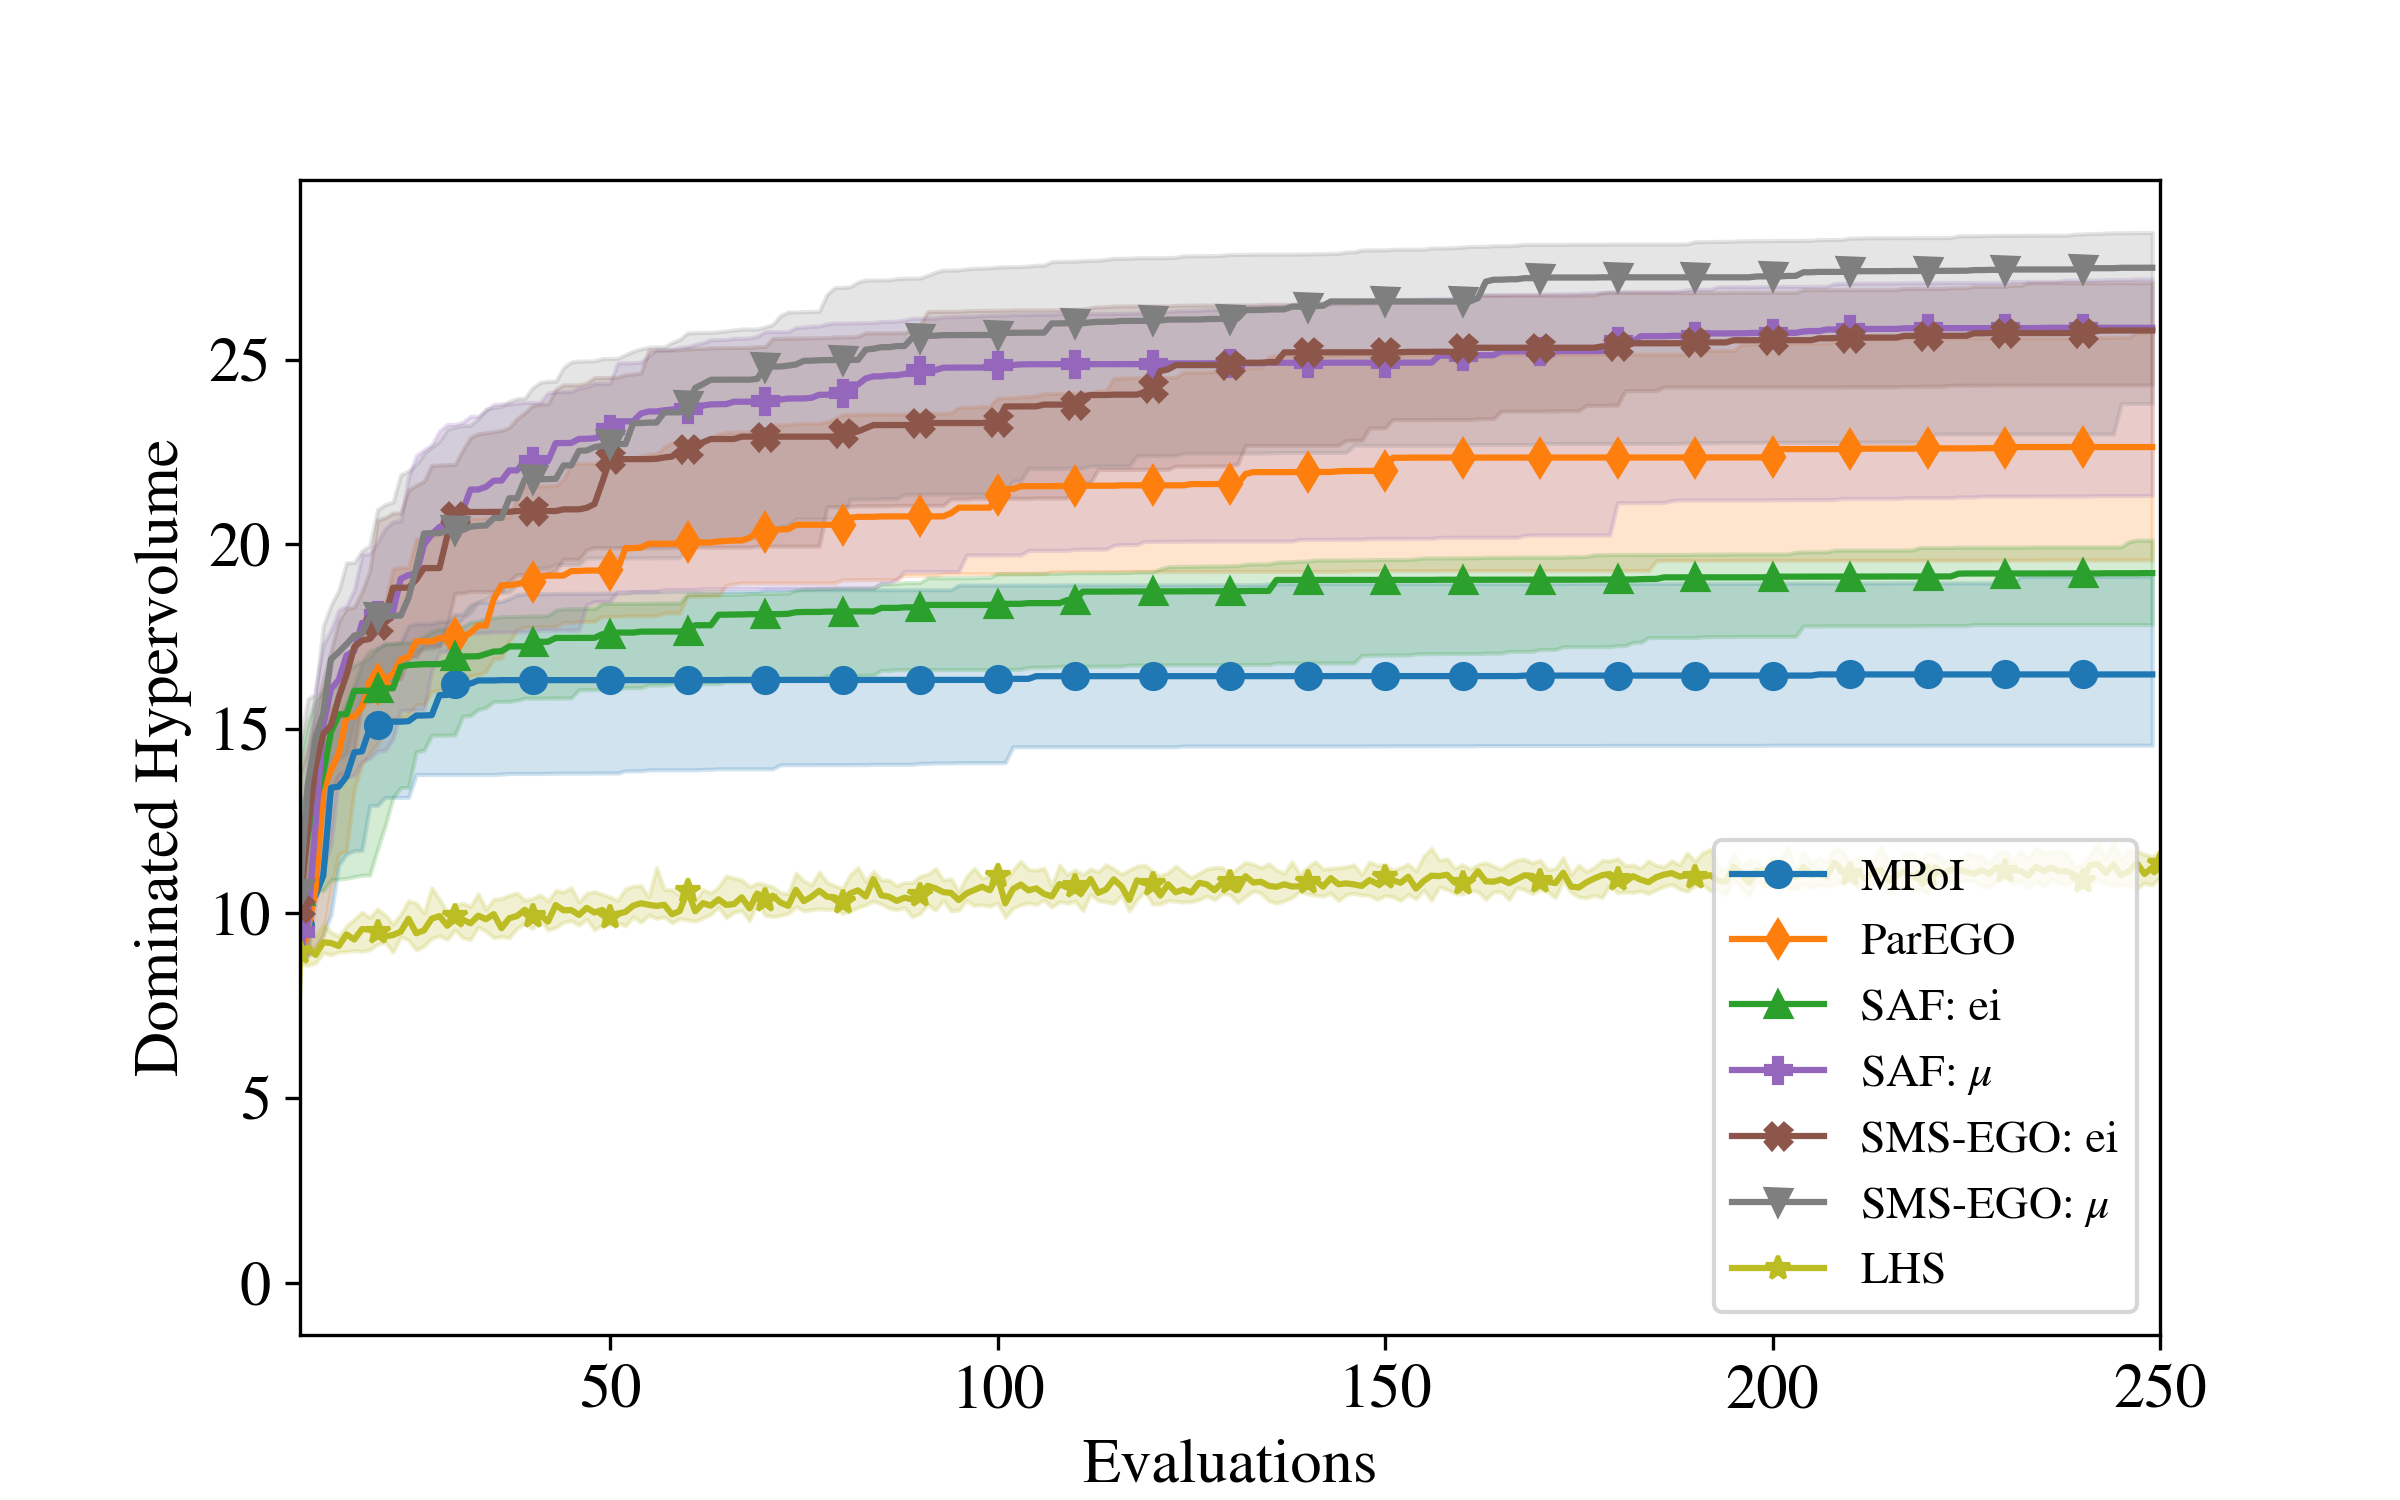 Dominated Hypervolume
25
20
15
10
5
0
50
100
150
200
250
Evaluations
MPoI
ParEGO
SAF: ei
SAF: μ
SMS-EGO: ei
SMS-EGO: μ
LHS